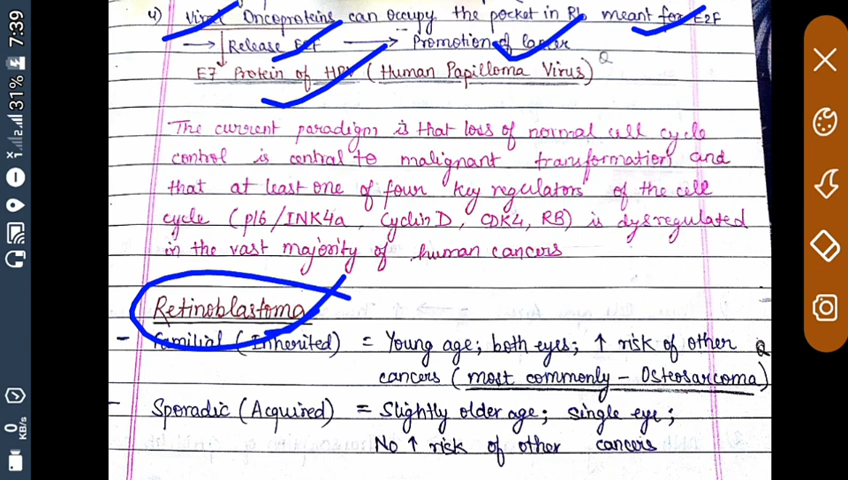 4) Viral Oncoproteins can occupy the pocket in Rb meant for E2F
→ Release E2F → Promotion of cancer
E7 Protein of HPV (Human Papilloma Virus) Q
The current paradigm is that loss of normal cell cycle
control is central to malignant transformation and
that at least one of four key regulators of the cell
cycle (p16/INK4a, Cyclin D, CDK4, RB) is dysregulated
in the vast majority of human cancers
Retinoblastoma
- Familial (Inherited) = Young age; both eyes; ↑ risk of other Q
cancers (most commonly - Osteosarcoma)
- Sporadic (Acquired) = Slightly older age; single eye;
No ↑ risk of other cancers
7:39
31%
0
KB/s